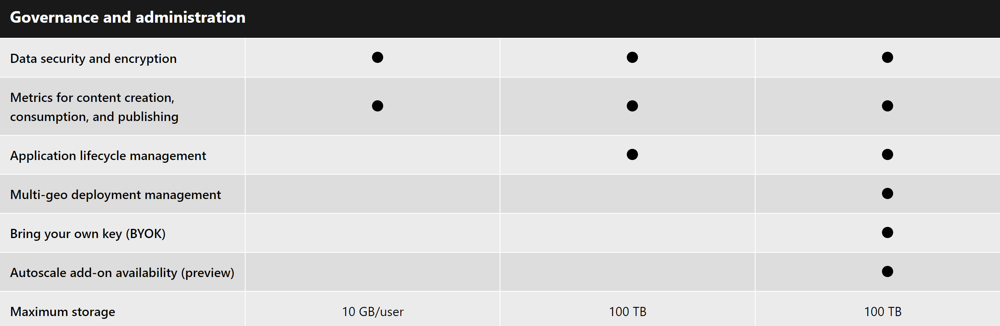 Governance and administration
Data security and encryption
Metrics for content creation,
consumption, and publishing
Application lifecycle management
Multi-geo deployment management
Bring your own key (BYOK)
Autoscale add-on availability (preview)
Maximum storage 10 GB/user 100 TB 100 TB